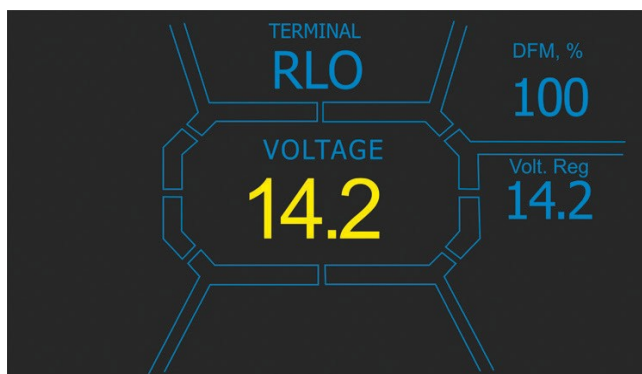 TERMINAL
RLO
DFM, %
100
VOLTAGE
14.2
Volt. Reg
14.2